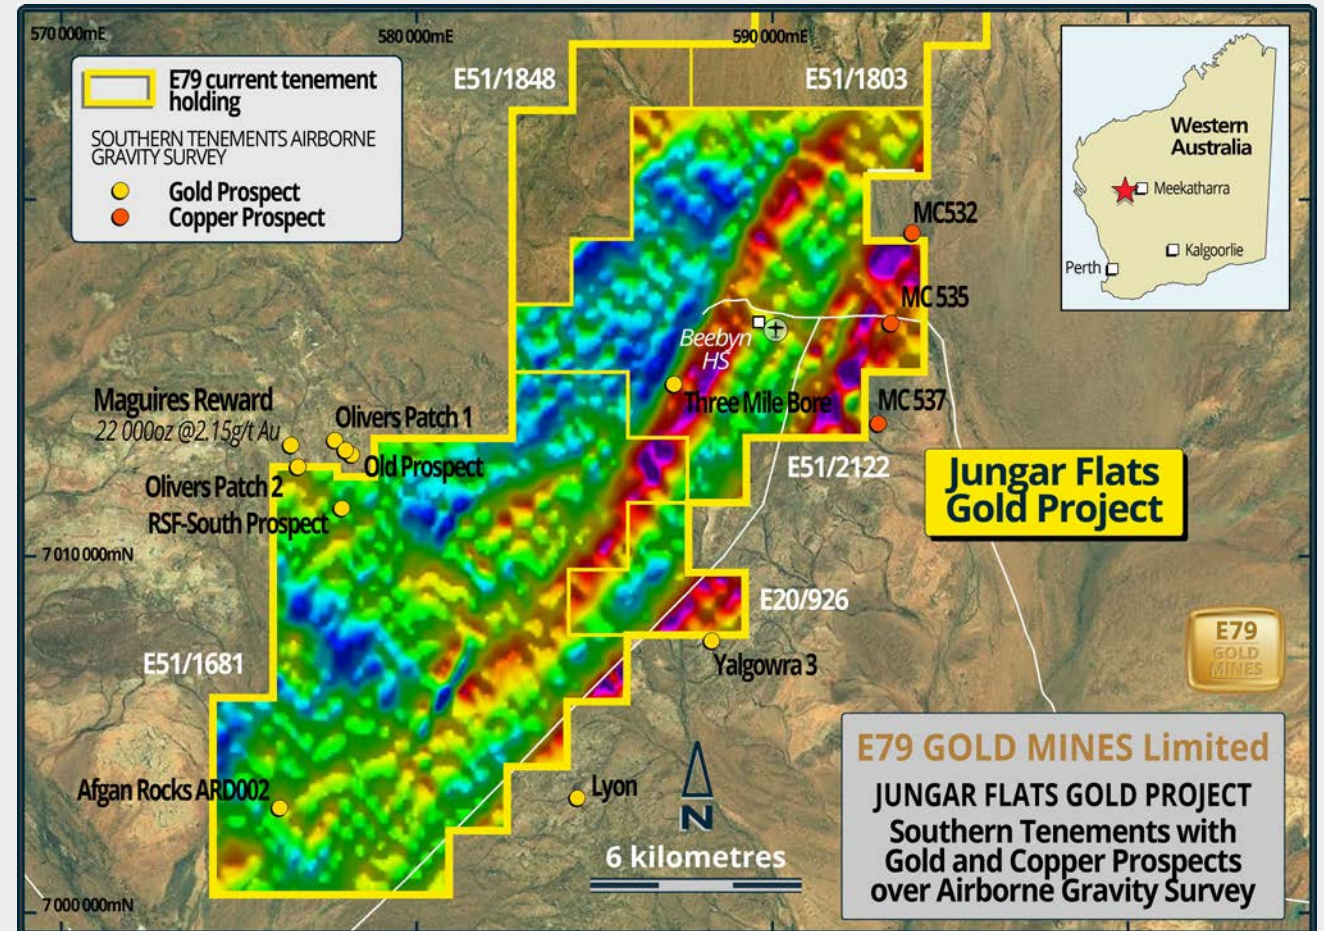 570 000mE
580 000mE
590 000mE
E79 current tenement
holding
SOUTHERN TENEMENTS AIRBORNE
GRAVITY SURVEY
Gold Prospect
Copper Prospect
E51/1848
E51/1803
Western
Australia
Meekatharra
Kalgoorlie
Perth
MC532
MC 535
Beebyn
HS
Three Mile Bore
MC 537
Maguires Reward
22 000oz @2.15g/t Au
Olivers Patch 1
Old Prospect
Olivers Patch 2
RSF-South Prospect
E51/2122
Jungar Flats
Gold Project
7 010 000mN
E20/926
E79
GOLD
MINES
E51/1681
Yalgowra 3
Afgan Rocks ARD002
Lyon
N
6 kilometres
E79 GOLD MINES Limited
JUNGAR FLATS GOLD PROJECT
Southern Tenements with
Gold and Copper Prospects
over Airborne Gravity Survey
7 000 000mN